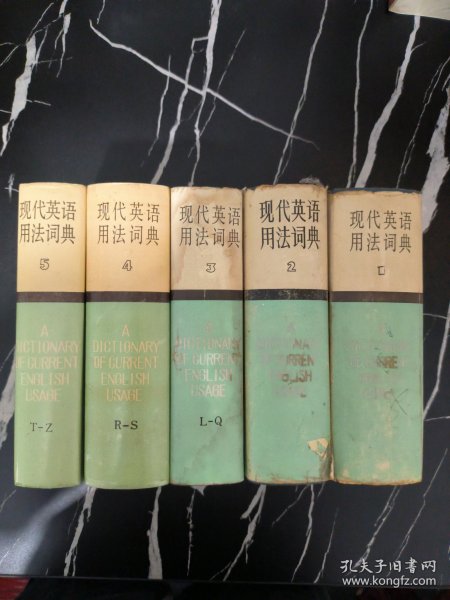 现代英语
用法词典
5
A
DICTIONARY
OF CURRENT
ENGLISH
USAGE
T-Z
现代英语
用法词典
4
A
DICTIONARY
OF CURRENT
ENGLISH
USAGE
R-S
现代英语
用法词典
3
A
DICTIONARY
OF CURRENT
ENGLISH
USAGE
L-Q
现代英语
用法词典
2
A
现代英语
用法词典
1
孔夫子旧书网
www.kongfz.com